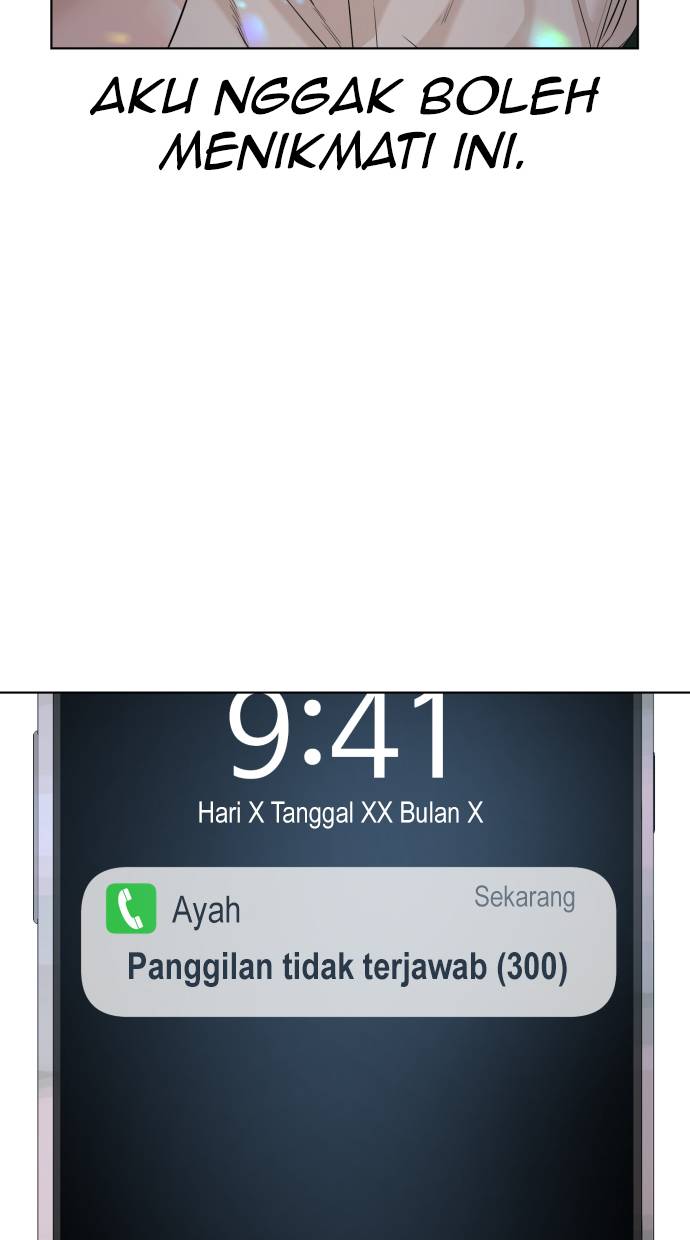 AKU NGGAK BOLEH
MENIKMATI INI.
9:41
Hari X Tanggal XX Bulan X
Ayah
Sekarang
Panggilan tidak terjawab (300)